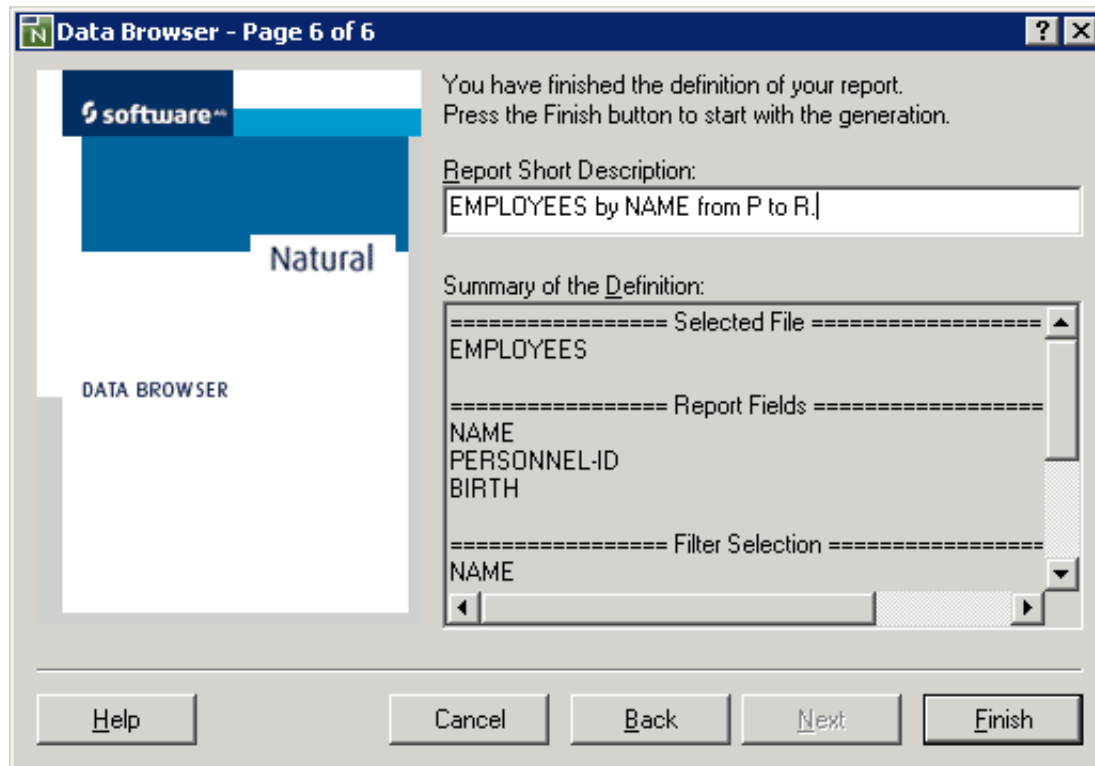 Data Browser - Page 6 of 6
software AG
Natural
DATA BROWSER
You have finished the definition of your report.
Press the Finish button to start with the generation.
Report Short Description:
EMPLOYEES by NAME from P to R.
Summary of the Definition:
================= Selected File ==================
EMPLOYEES
================= Report Fields ==================
NAME
PERSONNEL-ID
BIRTH
================= Filter Selection =================
NAME
Help
Cancel
Back
Next
Finish